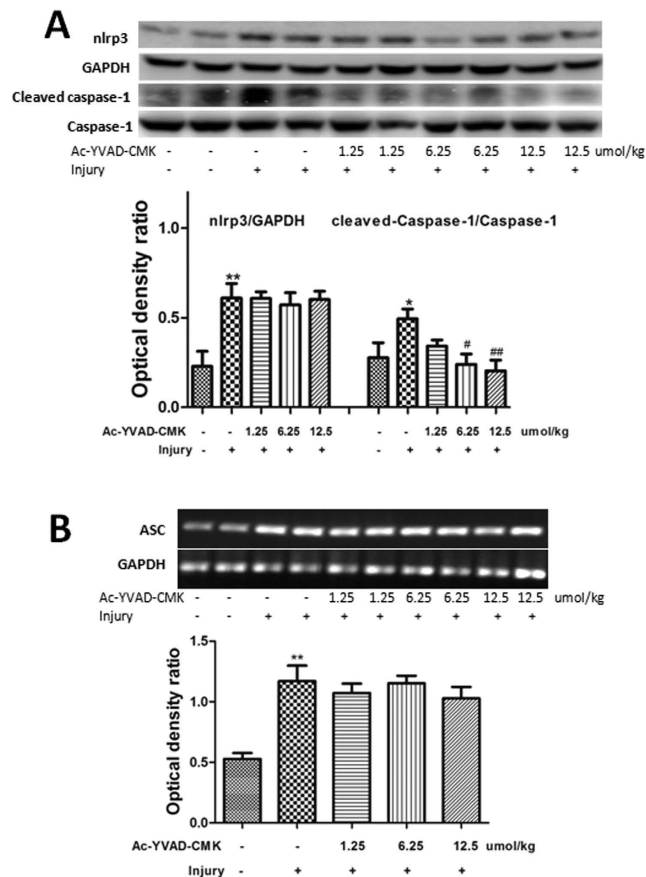 A
nlrp3
GAPDH
Cleaved caspase-1
Caspase-1
Ac-YVAD-CMK - - - - 1.25 1.25 6.25 6.25 12.5 12.5 umol/kg
Injury - - + + + + + + + +
Optical density ratio
1.0
0.5
0.0
nlrp3/GAPDH cleaved-Caspase-1/Caspase-1
** * # ##
Ac-YVAD-CMK - - 1.25 6.25 12.5 - - 1.25 6.25 12.5 umol/kg
Injury - + + + + - + + + +
B
ASC
GAPDH
Ac-YVAD-CMK - - - - 1.25 1.25 6.25 6.25 12.5 12.5 umol/kg
Injury - - + + + + + + + +
Optical density ratio
1.5
1.0
0.5
0.0
**
Ac-YVAD-CMK - - 1.25 6.25 12.5 umol/kg
Injury - + + + +